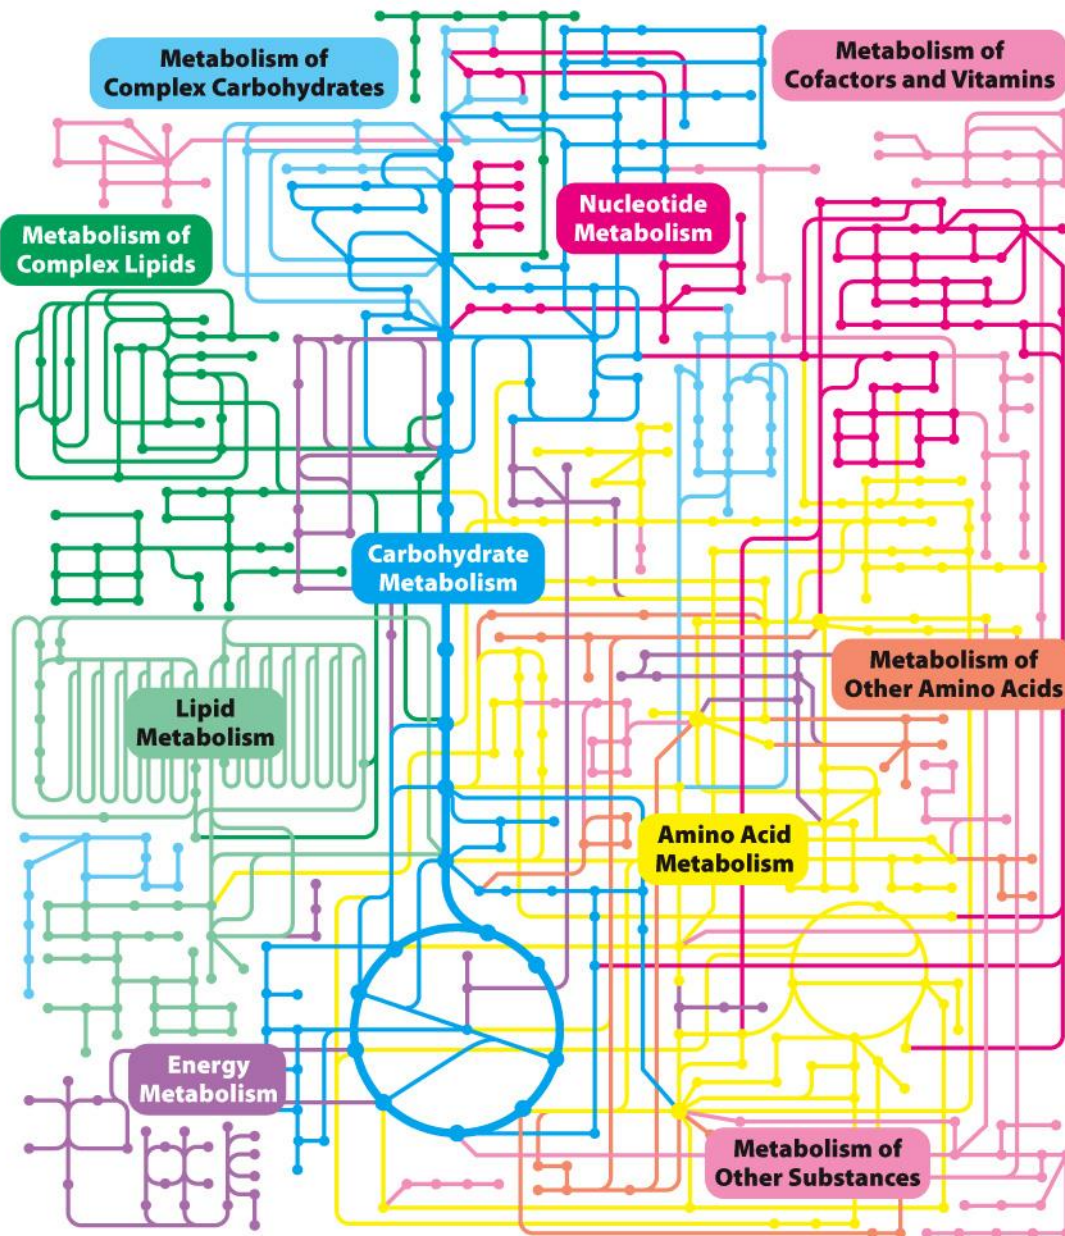 Metabolism of
Complex Carbohydrates
Metabolism of
Cofactors and Vitamins
Nucleotide
Metabolism
Metabolism of
Complex Lipids
Carbohydrate
Metabolism
Metabolism of
Other Amino Acids
Lipid
Metabolism
Amino Acid
Metabolism
Energy
Metabolism
Metabolism of
Other Substances